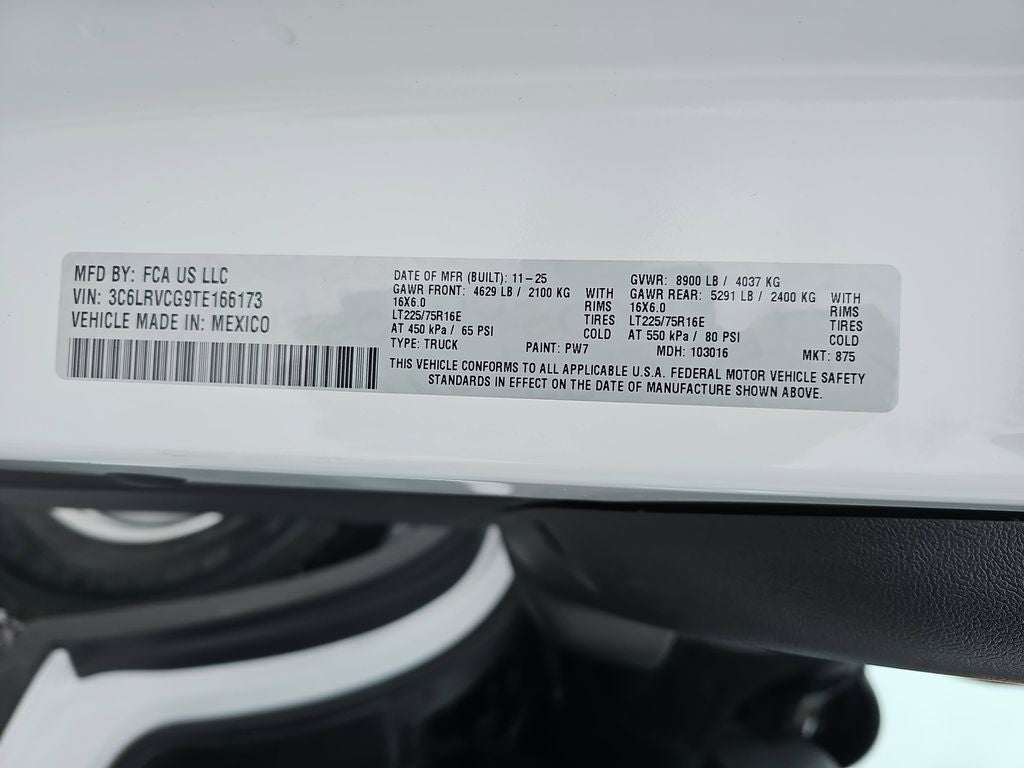 MFD BY: FCA US LLC
VIN: 3C6LRVCG9TE166173
VEHICLE MADE IN: MEXICO
DATE OF MFR (BUILT): 11-25
GAWR FRONT: 4629 LB / 2100 KG WITH
16X6.0 RIMS
LT225/75R16E TIRES
AT 450 kPa / 65 PSI COLD
TYPE: TRUCK PAINT: PW7
GVWR: 8900 LB / 4037 KG
GAWR REAR: 5291 LB / 2400 KG WITH
16X6.0 RIMS
LT225/75R16E TIRES
AT 550 kPa / 80 PSI COLD
MDH: 103016 MKT: 875
THIS VEHICLE CONFORMS TO ALL APPLICABLE U.S.A. FEDERAL MOTOR VEHICLE SAFETY
STANDARDS IN EFFECT ON THE DATE OF MANUFACTURE SHOWN ABOVE.